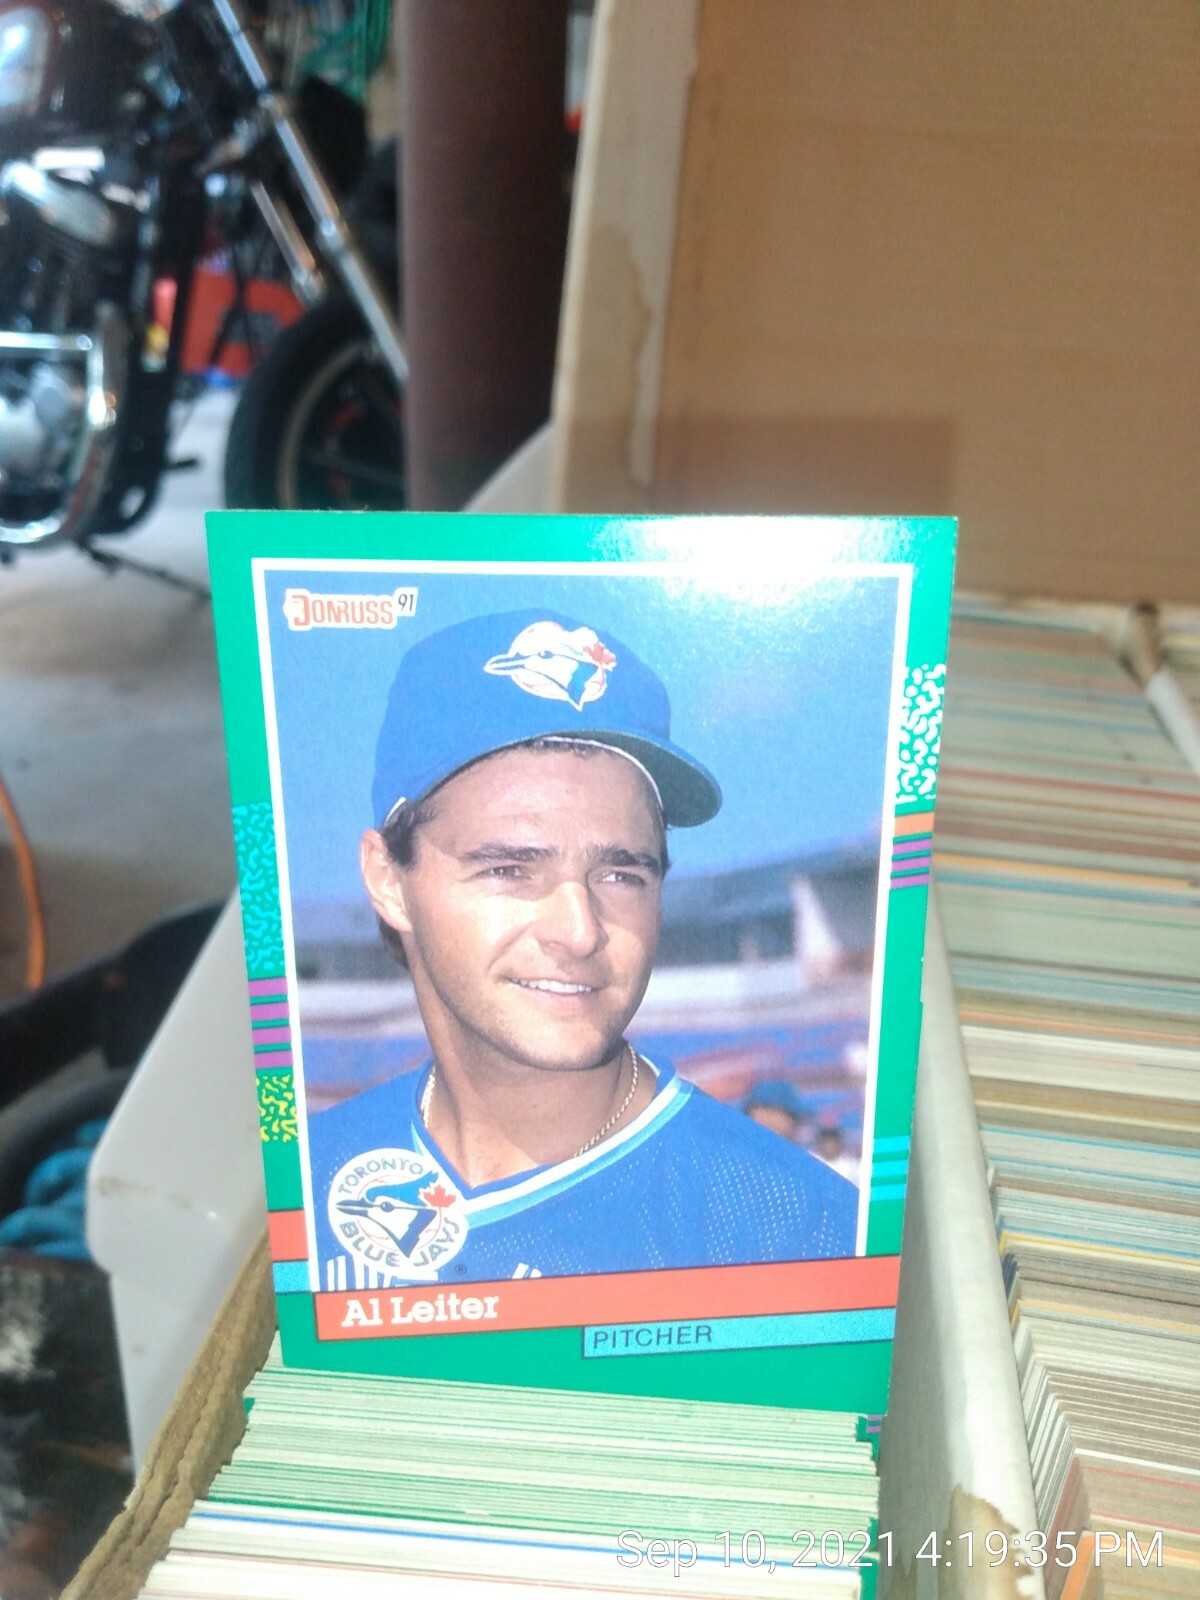 DONRUSS 91
TORONTO
BLUE JAYS
®
Al Leiter
PITCHER
Sep 10, 2021 4:19:35 PM